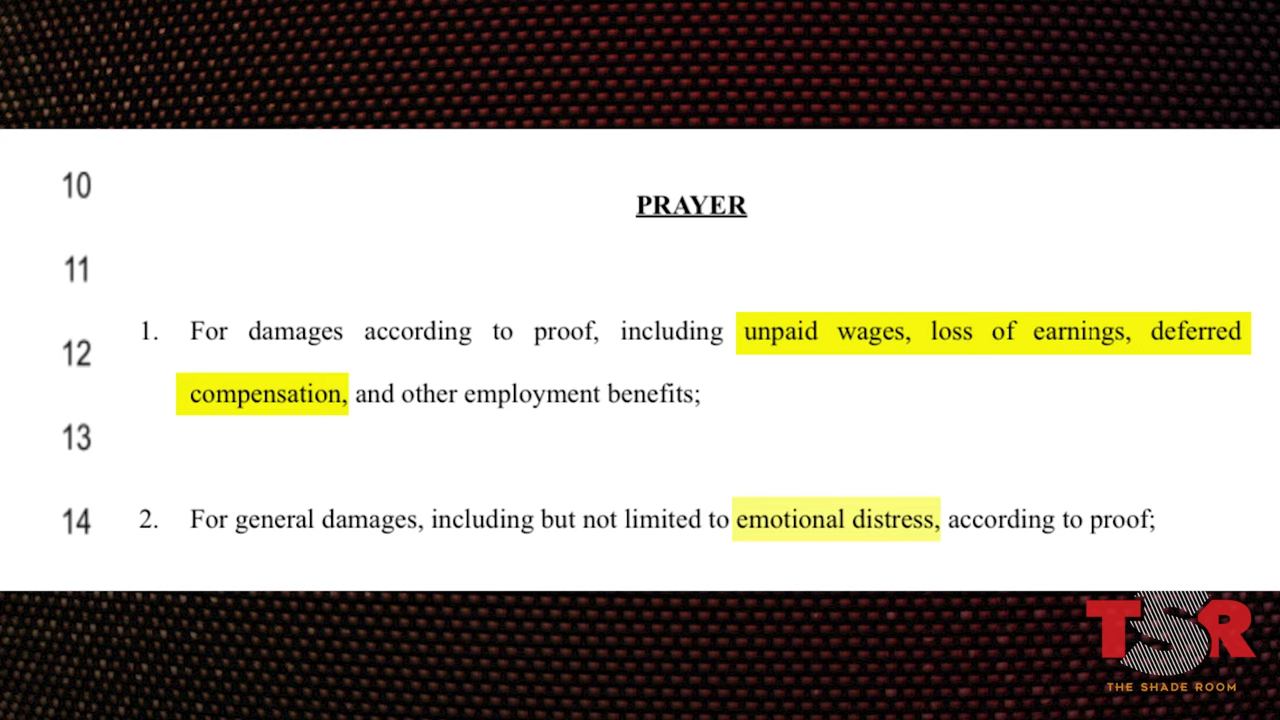 10
PRAYER
11
1. For damages according to proof, including unpaid wages, loss of earnings, deferred
12
compensation, and other employment benefits;
13
14 2. For general damages, including but not limited to emotional distress, according to proof;
TSR
THE SHADE ROOM